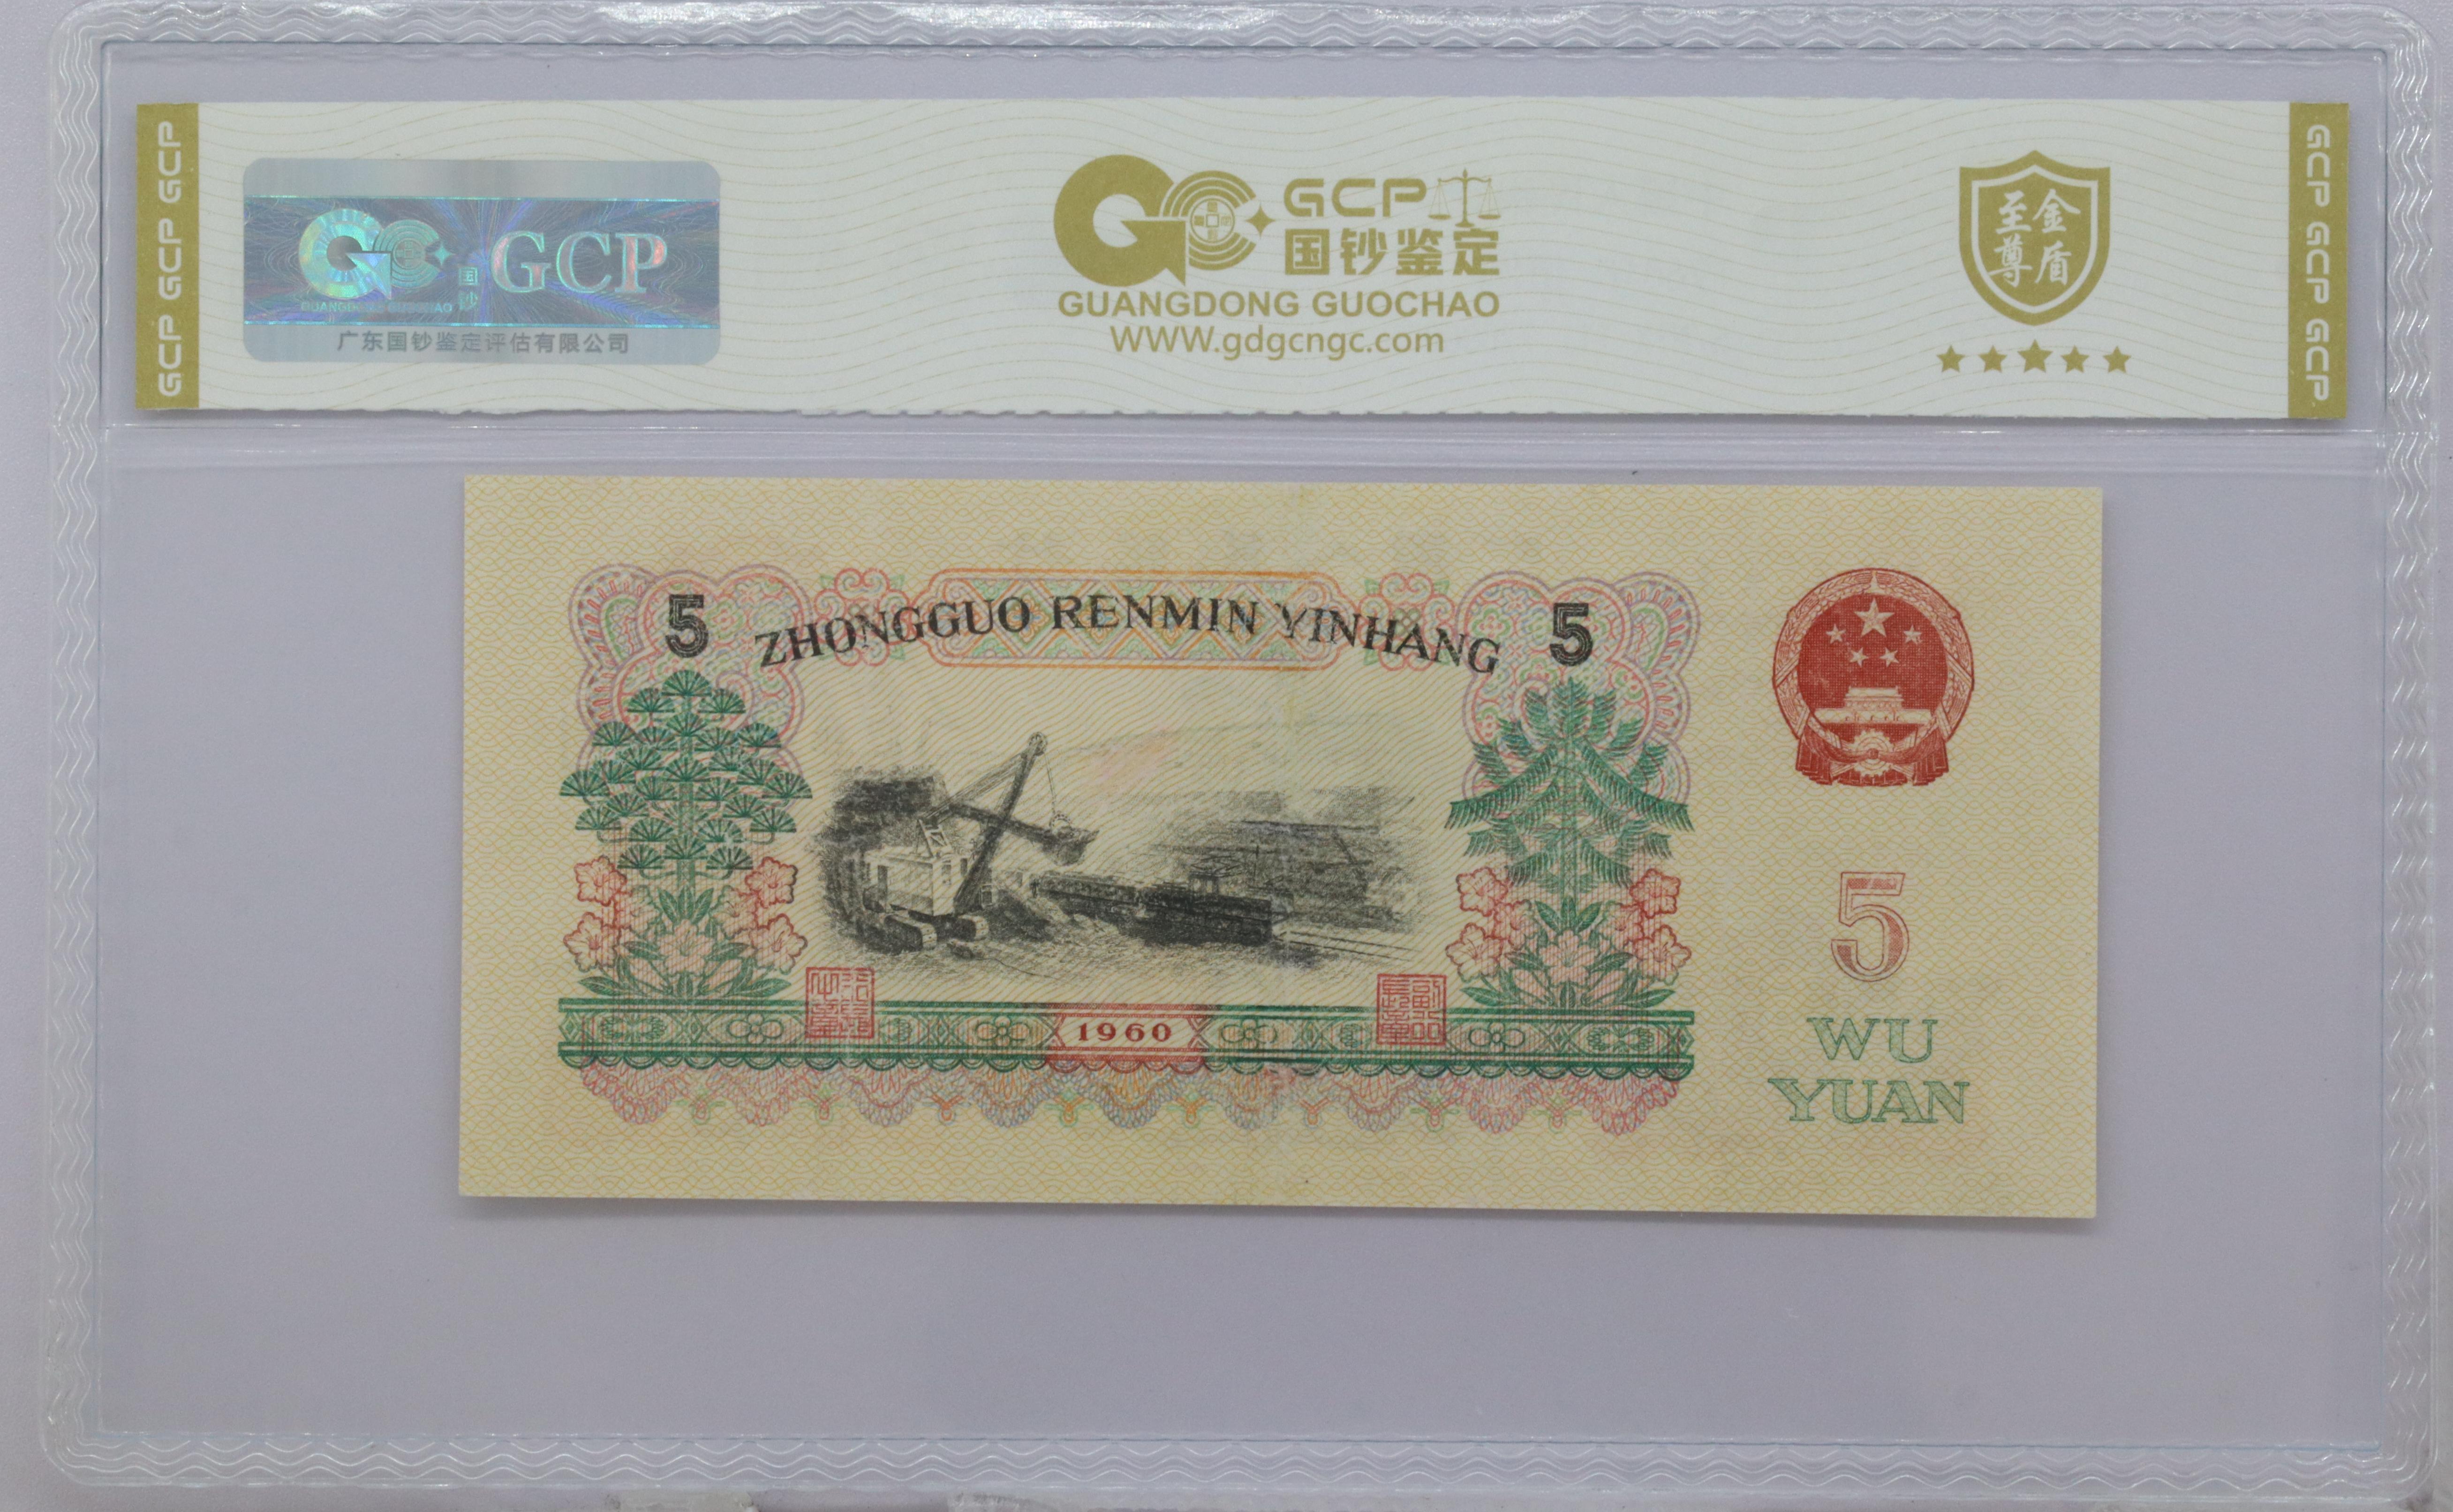 GCP GCP GCP
GCP
国钞
GUANGDONG GUOCHAO
广东国钞鉴定评估有限公司
GCP
国钞鉴定
GUANGDONG GUOCHAO
WWW.gdgcngc.com
至尊金盾
GCP GCP GCP
5 ZHONGGUO RENMIN YINHANG 5
5
WU
YUAN
1960